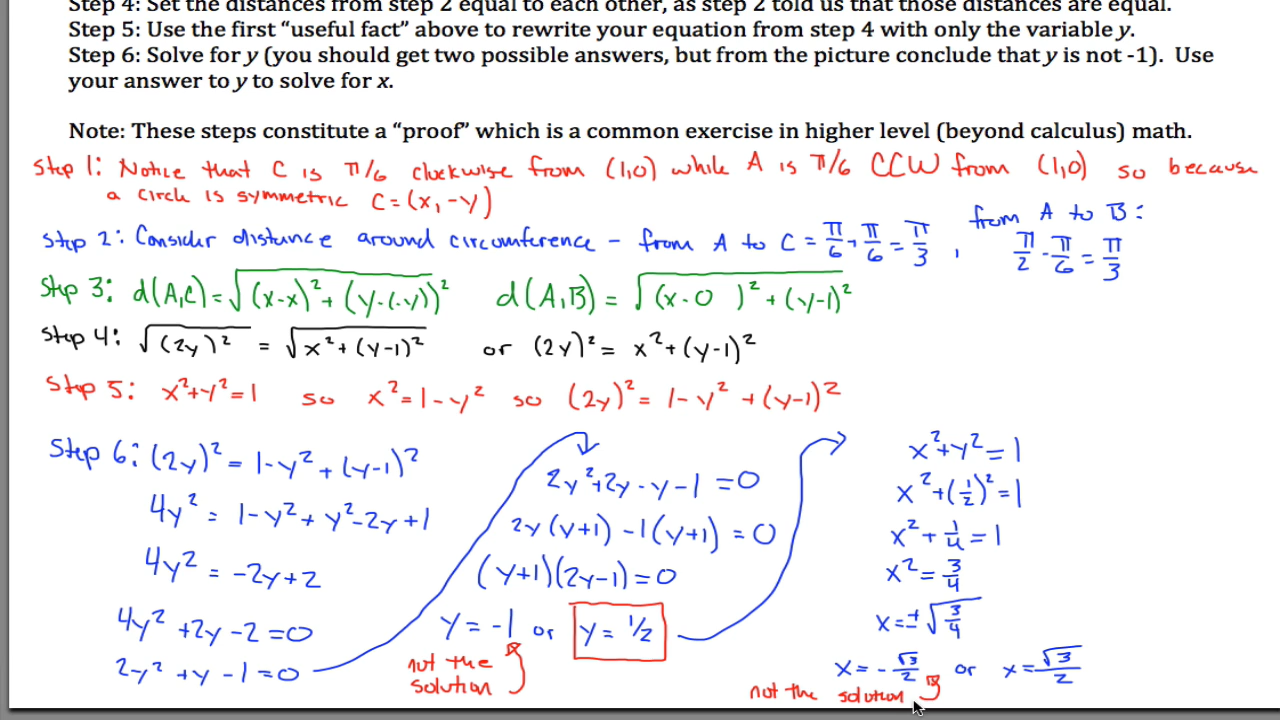 Step 4: Set the distances from step 2 equal to each other, as step 2 told us that those distances are equal.
Step 5: Use the first “useful fact” above to rewrite your equation from step 4 with only the variable y.
Step 6: Solve for y (you should get two possible answers, but from the picture conclude that y is not -1). Use
your answer to y to solve for x.
Note: These steps constitute a “proof” which is a common exercise in higher level (beyond calculus) math.
Step 1: Notice that C is π/6 clockwise from (1,0) while A is π/6 CCW from (1,0) so because
a circle is symmetric C=(x,-y)
Step 2: Consider distance around circumference - from A to C = π/6 + π/6 = π/3 , from A to B:
π/2 - π/6 = π/3
Step 3: d(A,C) = √((x-x)²+(y-(-y))²) d(A,B) = √((x-0)²+(y-1)²)
Step 4: √((2y)²) = √(x²+(y-1)²) or (2y)² = x²+(y-1)²
Step 5: x²+y²=1 so x²=1-y² so (2y)² = 1-y²+(y-1)²
Step 6: (2y)² = 1-y²+(y-1)²
4y² = 1-y²+y²-2y+1
4y² = -2y+2
4y²+2y-2=0
2y²+y-1=0
2y²+2y-y-1=0
2y(y+1)-1(y+1)=0
(y+1)(2y-1)=0
y=-1 or y=1/2
not the
solution
x²+y²=1
x²+(1/2)²=1
x²+1/4=1
x²=3/4
x=±√(3/4)
x=-√3/2 or x=√3/2
not the solution